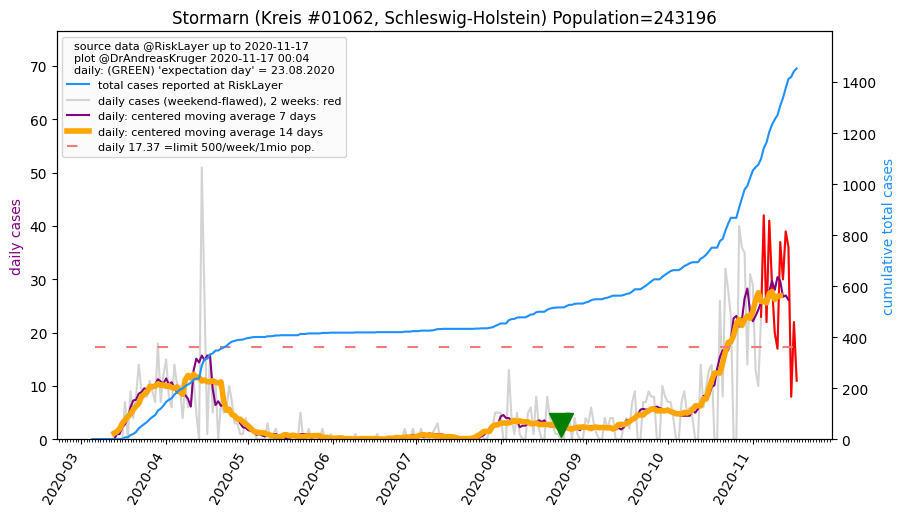 Stormarn (Kreis #01062, Schleswig-Holstein) Population=243196
source data @RiskLayer up to 2020-11-17
plot @DrAndreasKruger 2020-11-17 00:04
daily: (GREEN) 'expectation day' = 23.08.2020
total cases reported at RiskLayer
daily cases (weekend-flawed), 2 weeks: red
daily: centered moving average 7 days
daily: centered moving average 14 days
daily 17.37 =limit 500/week/1mio pop.
daily cases
70
60
50
40
30
20
10
0
cumulative total cases
1400
1200
1000
800
600
400
200
0
2020-03
2020-04
2020-05
2020-06
2020-07
2020-08
2020-09
2020-10
2020-11